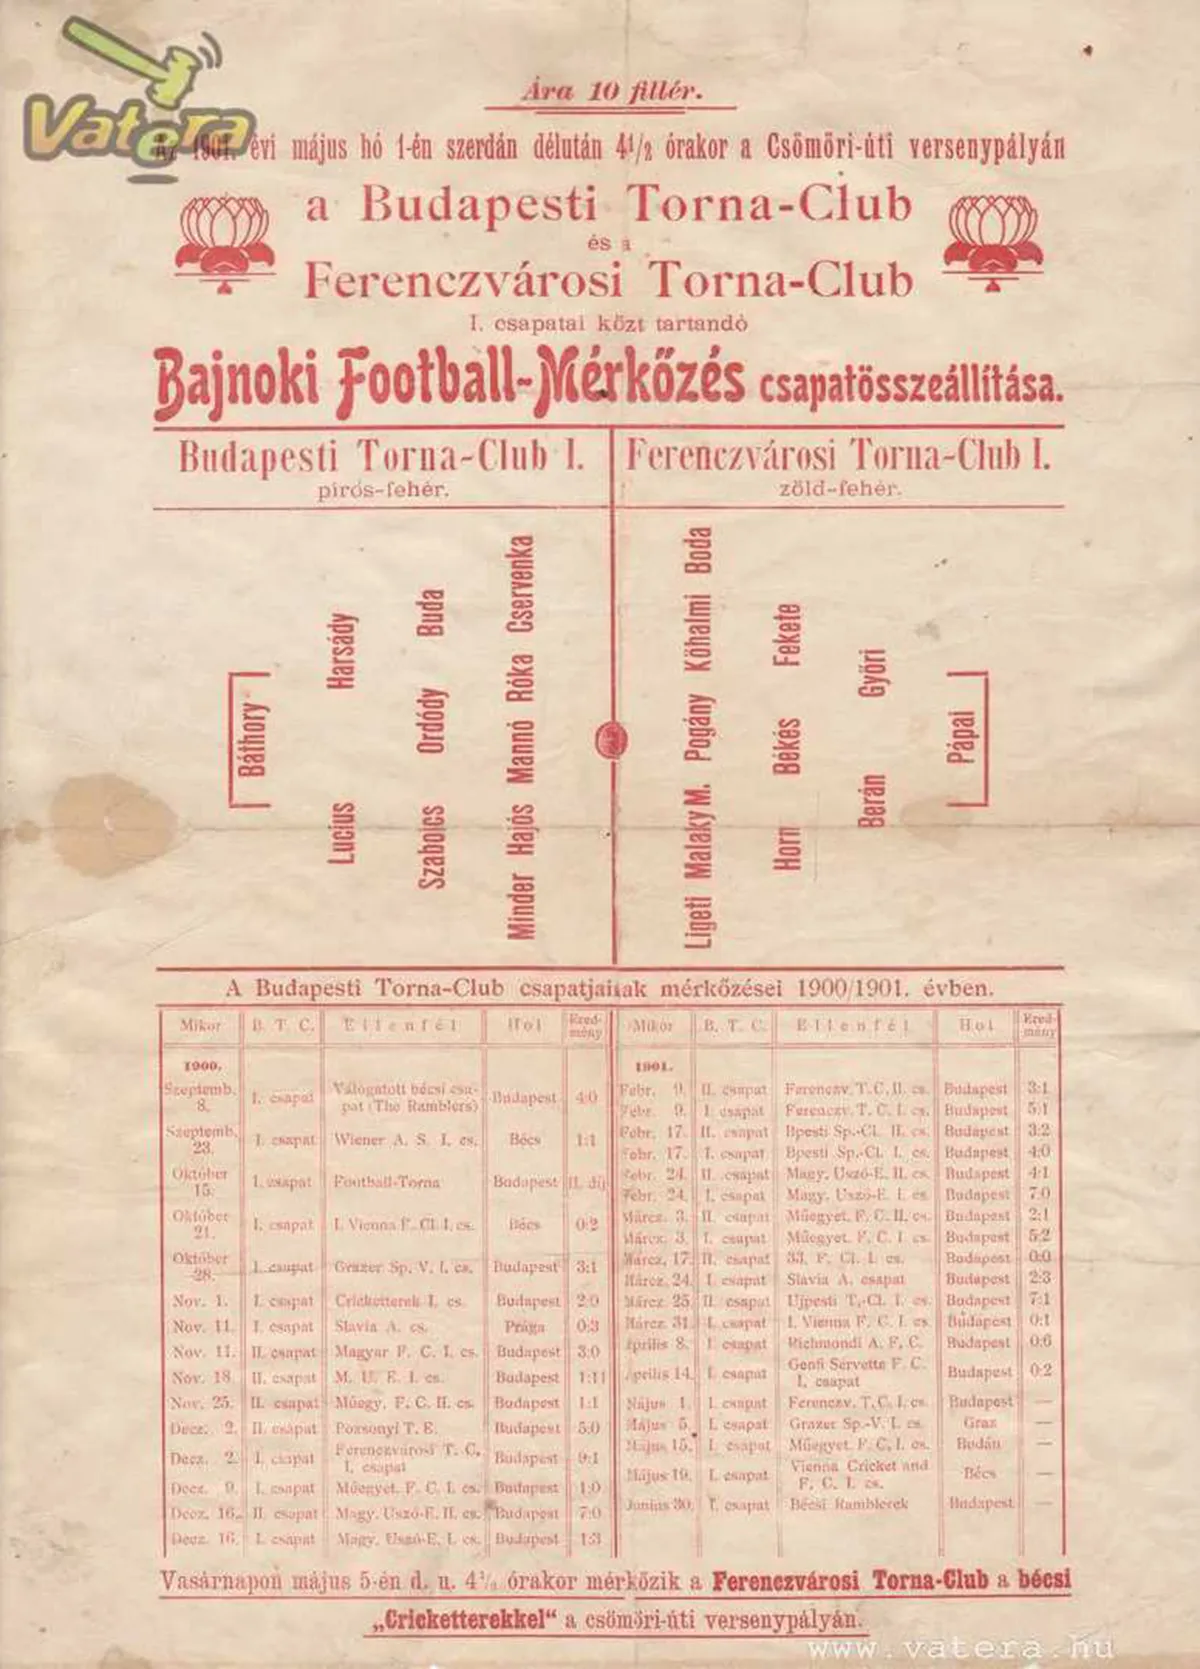 Vatera
Ára 10 fillér.
Az 1901. évi május hó 1-én szerdán délután 4 1/2 órakor a Csömöri-úti versenypályán
a Budapesti Torna-Club
és a
Ferenczvárosi Torna-Club
I. csapatai közt tartandó
Bajnoki Football-Mérkőzés csapatösszeállítása.
Budapesti Torna-Club I.
piros-fehér.
Báthory
Lucius Harsády
Szabolcs Ordódy Buda
Minder Hajós Mannó Róka Cservenka
Ferenczvárosi Torna-Club I.
zöld-fehér.
Ligeti Malaky M. Pogány Kőhalmi Boda
Horn Békés Fekete
Berán Győri
Pápai
A Budapesti Torna-Club csapatjainak mérkőzései 1900/1901. évben.
Mikor B. T. C. Ellenfél Hol Eredmény
1900.
Szeptemb. 8. I. csapat Válogatott bécsi csapat (The Ramblers) Budapest 4:0
Szeptemb. 23. I. csapat Wiener A. S. I. cs. Bécs 1:1
Október 15. I. csapat Football-Torna Budapest II. díj
Október 21. I. csapat I. Vienna F. Cl. I. cs. Bécs 0:2
Október 28. I. csapat Grazer Sp. V. I. cs. Budapest 3:1
Nov. 1. I. csapat Cricketterek I. cs. Budapest 2:0
Nov. 11. I. csapat Slavia A. cs. Prága 0:3
Nov. 11. II. csapat Magyar F. C. I. cs. Budapest 3:0
Nov. 18. II. csapat M. U. E. I. cs. Budapest 1:11
Nov. 25. II. csapat Műegy. F. C. II. cs. Budapest 1:1
Decz. 2. II. csapat Pozsonyi T. E. Budapest 5:0
Decz. 2. I. csapat Ferenczvárosi T. C. I. csapat Budapest 9:1
Decz. 9. I. csapat Műegyet. F. C. I. cs. Budapest 1:0
Decz. 16. II. csapat Magy. Uszó-E. II. cs. Budapest 7:0
Decz. 16. I. csapat Magy. Uszó-E. I. cs. Budapest 1:3
Mikor B. T. C. Ellenfél Hol Eredmény
1901.
Febr. 9. II. csapat Ferenczv. T. C. II. cs. Budapest 3:1
Febr. 9. I. csapat Ferenczv. T. C. I. cs. Budapest 5:1
Febr. 17. II. csapat Bpesti Sp.-Cl. II. cs. Budapest 3:2
Febr. 17. I. csapat Bpesti Sp.-Cl. I. cs. Budapest 4:0
Febr. 24. II. csapat Magy. Uszó-E. II. cs. Budapest 4:1
Febr. 24. I. csapat Magy. Uszó-E. I. cs. Budapest 7:0
Márcz. 3. II. csapat Műegyet. F. C. II. cs. Budapest 2:1
Márcz. 3. I. csapat Műegyet. F. C. I. cs. Budapest 5:2
Márcz. 17. II. csapat 33. F. Cl. I. cs. Budapest 0:0
Márcz. 24. I. csapat Slavia A. csapat Budapest 2:3
Márcz. 25. II. csapat Ujpesti T.-Cl. I. cs. Budapest 7:1
Márcz. 31. I. csapat I. Vienna F. C. I. cs. Budapest 0:1
Április 8. I. csapat Richmondi A. F. C. Budapest 0:6
Április 14. I. csapat Genfi Servette F. C. I. csapat Budapest 0:2
Május 1. I. csapat Ferenczv. T. C. I. cs. Budapest —
Május 5. I. csapat Grazer Sp.-V. I. cs. Graz —
Május 15. I. csapat Műegyet. F. C. I. cs. Budán —
Május 19. I. csapat Vienna Cricket and F. C. I. cs. Bécs —
Junius 30. I. csapat Bécsi Ramblerek Budapest —
Vasárnapon május 5-én d. u. 4 1/2 órakor mérkőzik a Ferenczvárosi Torna-Club a bécsi
„Cricketterekkel“ a csömöri-úti versenypályán.
www.vatera.hu